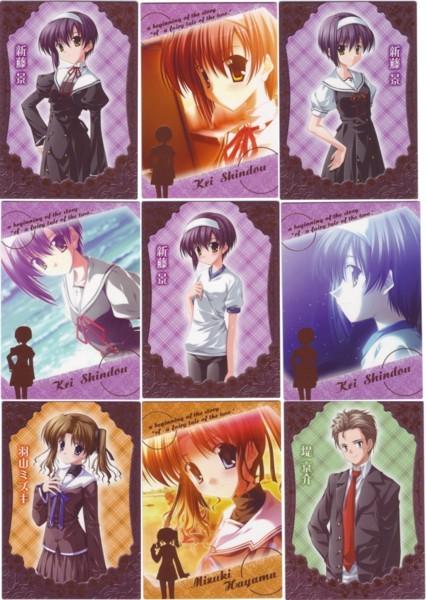 新藤 景
a beginning of the story
"of a fairy tale of the two."
Kei Shindou
新藤 景
a beginning of the story
"of a fairy tale of the two."
Kei Shindou
新藤 景
a beginning of the story
"of a fairy tale of the two."
Kei Shindou
羽山ミズキ
a beginning of the story
"of a fairy tale of the two."
Mizuki
Hayama
堤 京介